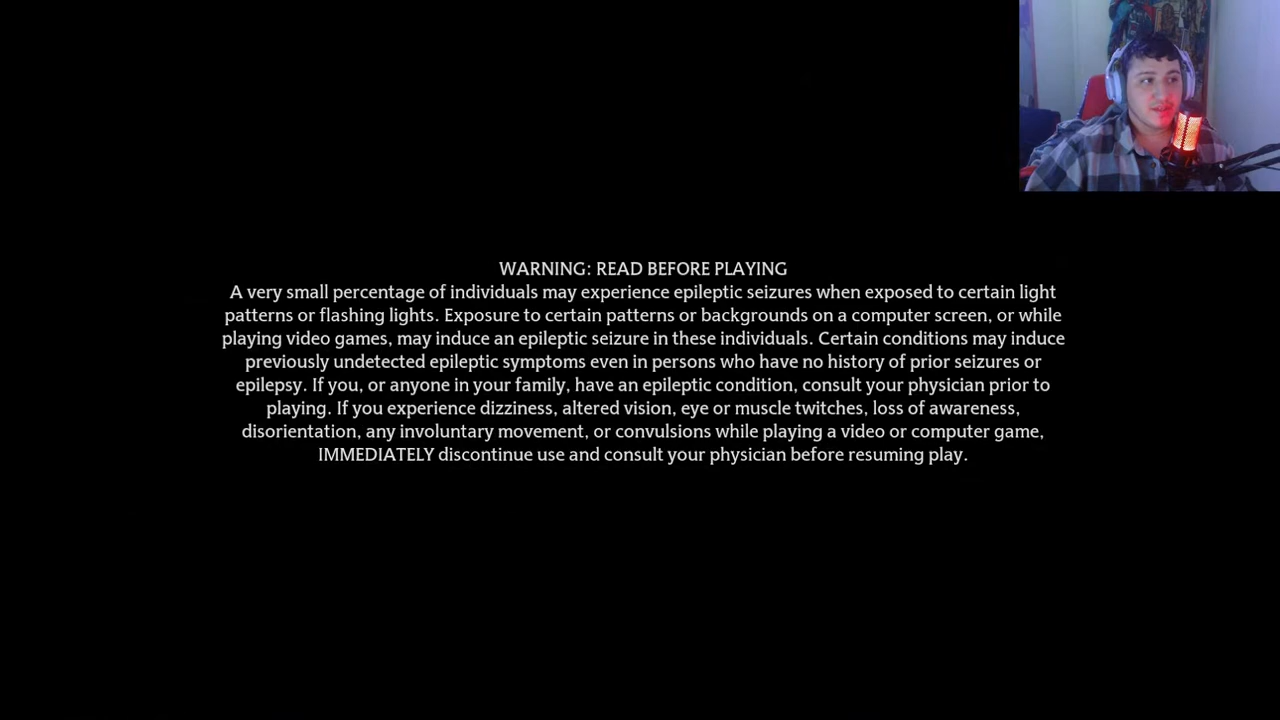 WARNING: READ BEFORE PLAYING
A very small percentage of individuals may experience epileptic seizures when exposed to certain light
patterns or flashing lights. Exposure to certain patterns or backgrounds on a computer screen, or while
playing video games, may induce an epileptic seizure in these individuals. Certain conditions may induce
previously undetected epileptic symptoms even in persons who have no history of prior seizures or
epilepsy. If you, or anyone in your family, have an epileptic condition, consult your physician prior to
playing. If you experience dizziness, altered vision, eye or muscle twitches, loss of awareness,
disorientation, any involuntary movement, or convulsions while playing a video or computer game,
IMMEDIATELY discontinue use and consult your physician before resuming play.